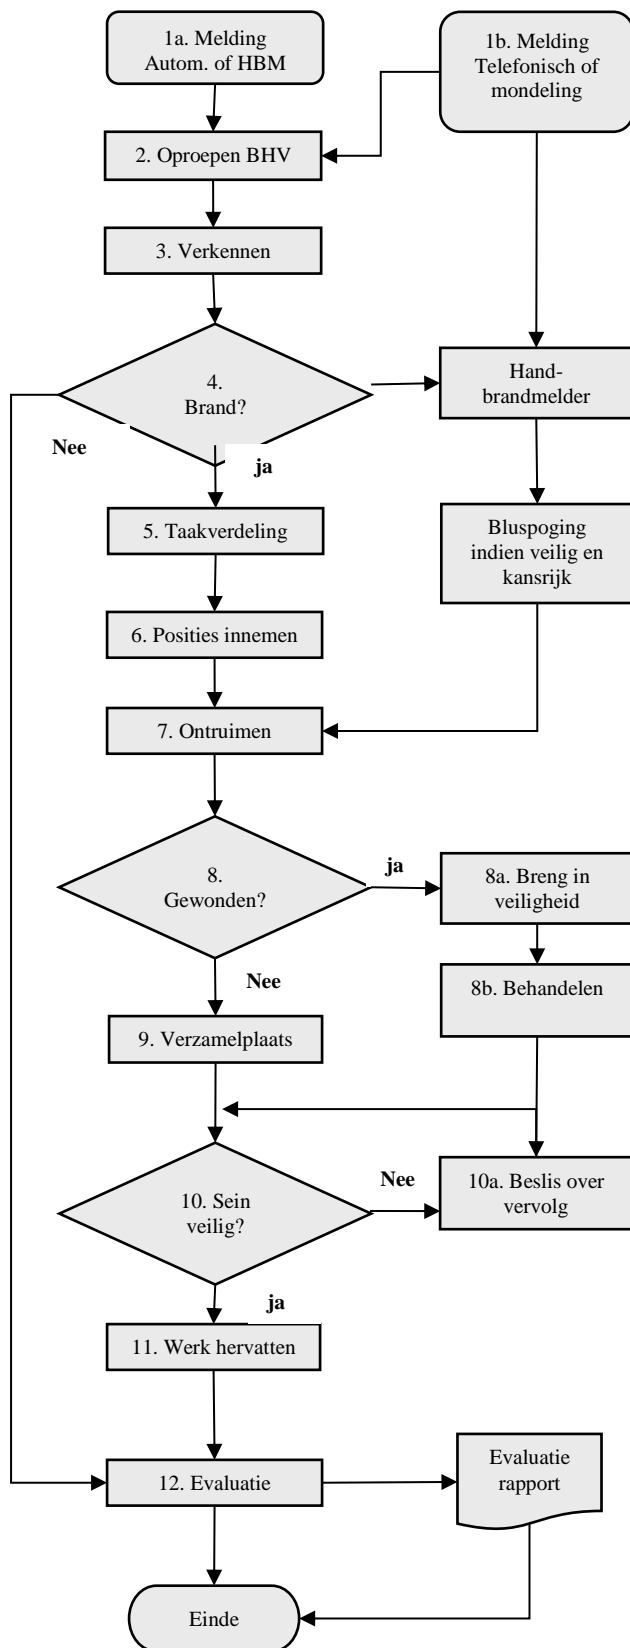 1a. Melding
Autom. of HBM
1b. Melding
Telefonisch of
mondeling
2. Oproepen BHV
3. Verkennen
4.
Brand?
Hand-
brandmelder
Nee
ja
5. Taakverdeling
Bluspoging
indien veilig en
kansrijk
6. Posities innemen
7. Ontruimen
8.
Gewonden?
ja
8a. Breng in
veiligheid
Nee
8b. Behandelen
9. Verzamelplaats
10. Sein
veilig?
Nee
10a. Beslis over
vervolg
ja
11. Werk hervatten
12. Evaluatie
Evaluatie
rapport
Einde